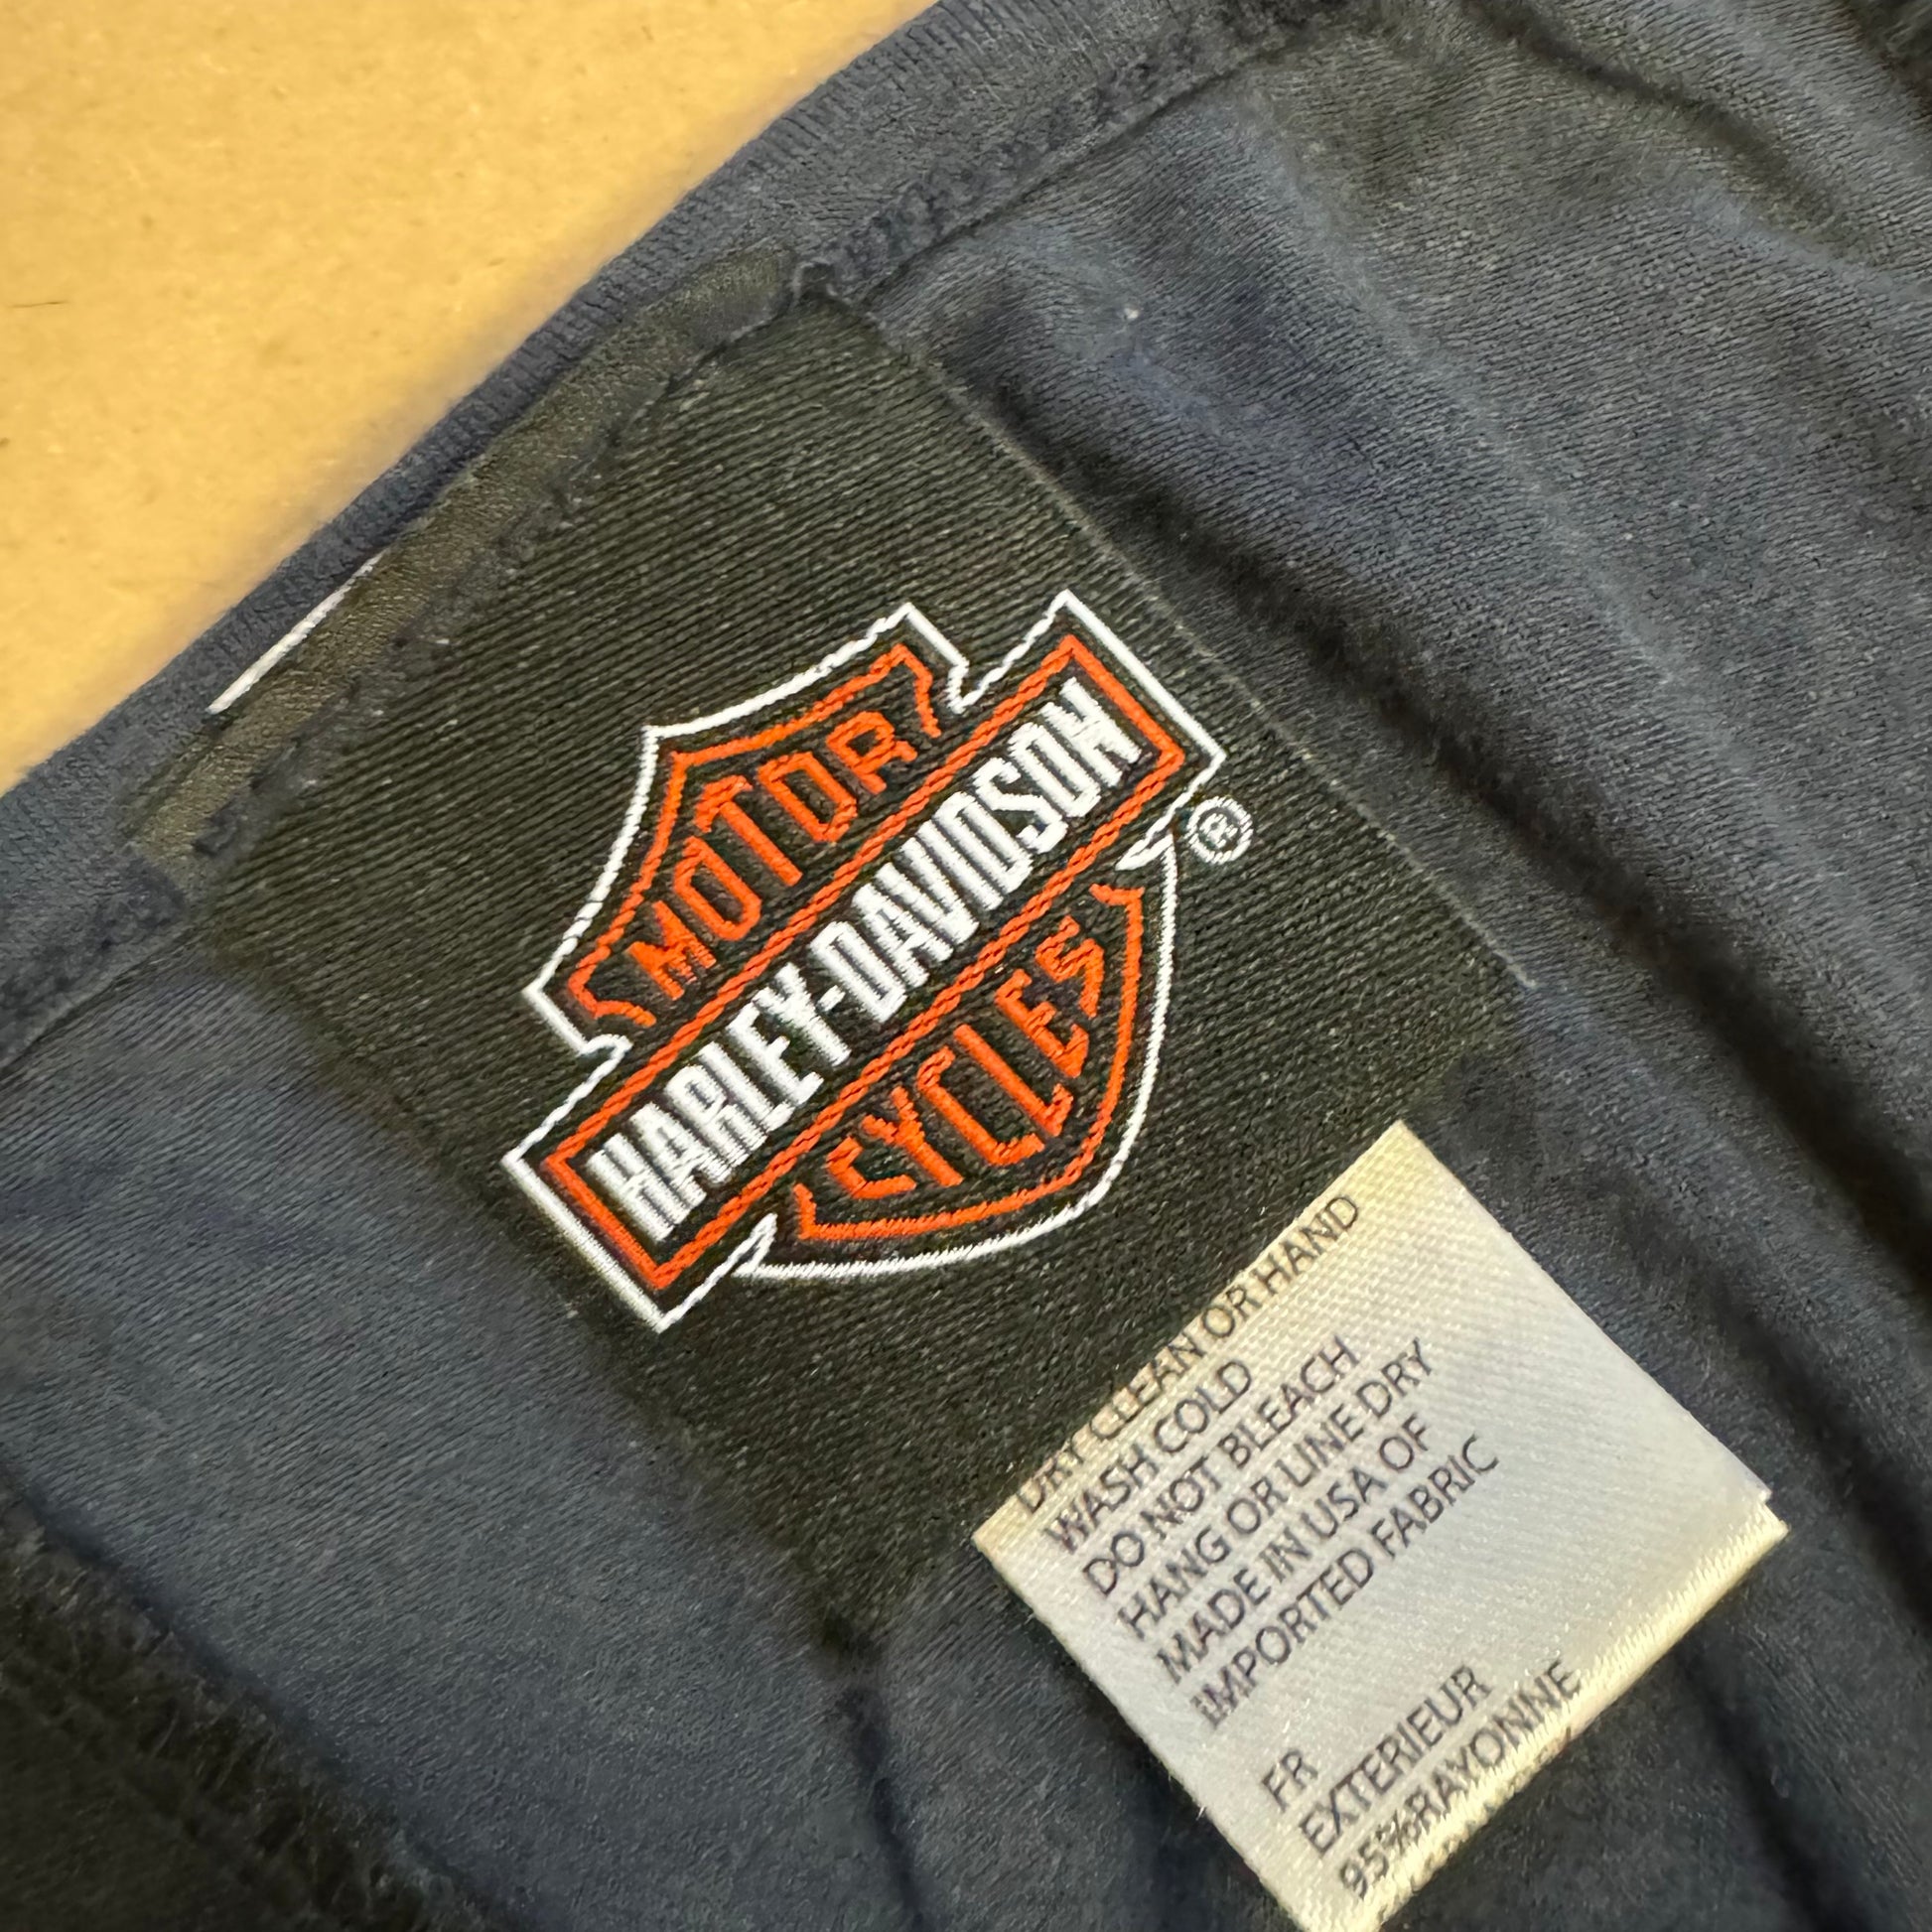 MOTOR
HARLEY-DAVIDSON
®
CYCLES
DRY CLEAN OR HAND
WASH COLD
DO NOT BLEACH
HANG OR LINE DRY
MADE IN USA OF
IMPORTED FABRIC
FR
EXTERIEUR
95%RAYONNE